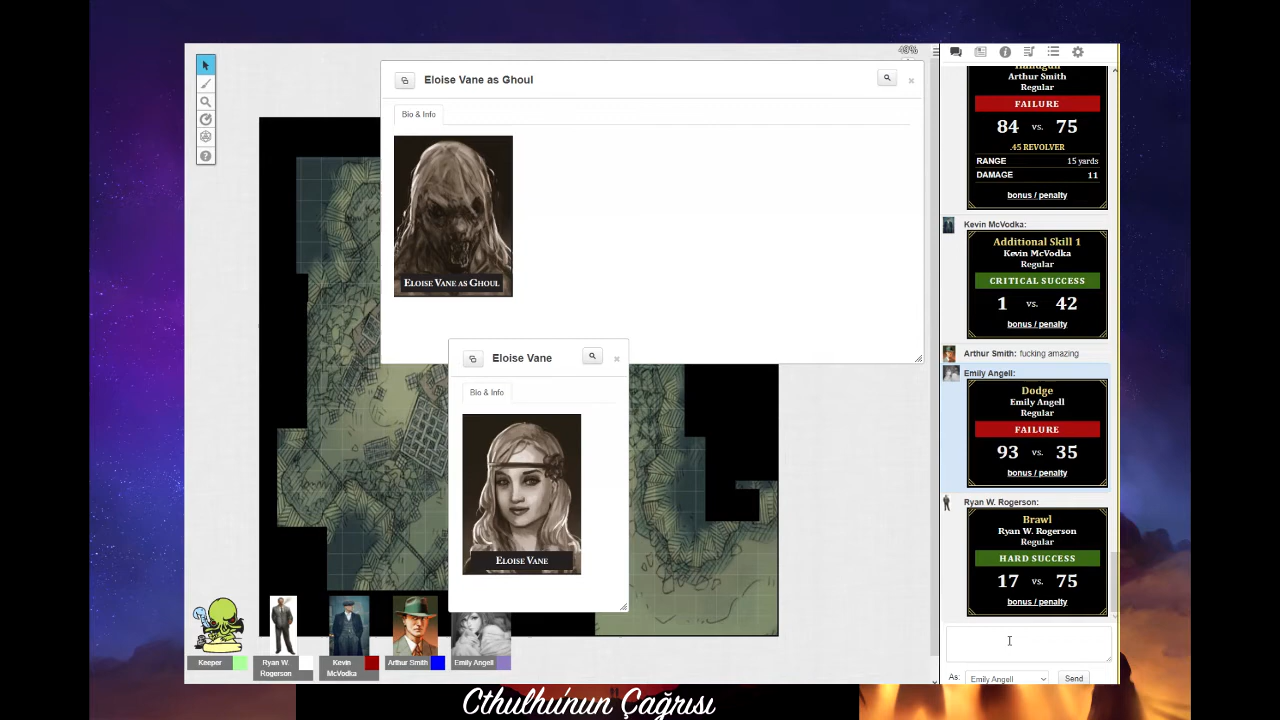 49%
Eloise Vane as Ghoul
Bio & Info
ELOISE VANE AS GHOUL
Eloise Vane
Bio & Info
ELOISE VANE
Keeper
Ryan W.
Rogerson
Kevin
McVodka
Arthur Smith
Emily Angell
Handgun
Arthur Smith
Regular
FAILURE
84 vs. 75
.45 REVOLVER
RANGE 15 yards
DAMAGE 11
bonus / penalty
Kevin McVodka:
Additional Skill 1
Kevin McVodka
Regular
CRITICAL SUCCESS
1 vs. 42
bonus / penalty
Arthur Smith: fucking amazing
Emily Angell:
Dodge
Emily Angell
Regular
FAILURE
93 vs. 35
bonus / penalty
Ryan W. Rogerson:
Brawl
Ryan W. Rogerson
Regular
HARD SUCCESS
17 vs. 75
bonus / penalty
As: Emily Angell Send
Cthulhu'nun Çağrısı